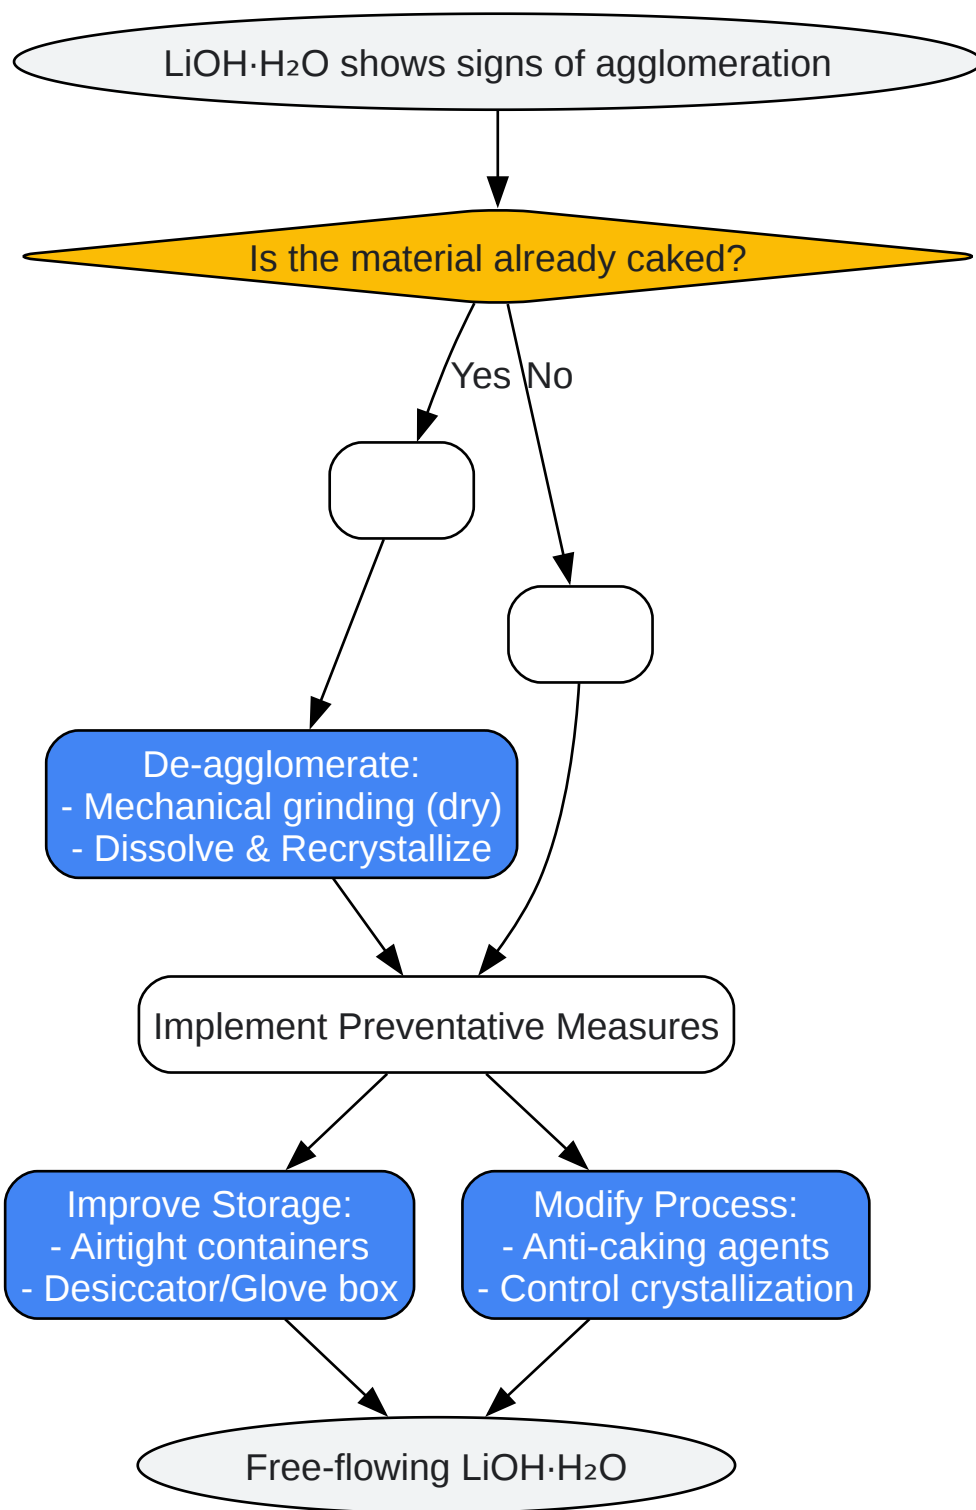 LiOH·H₂O shows signs of agglomeration
Is the material already caked?
Yes
No
De-agglomerate:
- Mechanical grinding (dry)
- Dissolve & Recrystallize
Implement Preventative Measures
Improve Storage:
- Airtight containers
- Desiccator/Glove box
Modify Process:
- Anti-caking agents
- Control crystallization
Free-flowing LiOH·H₂O